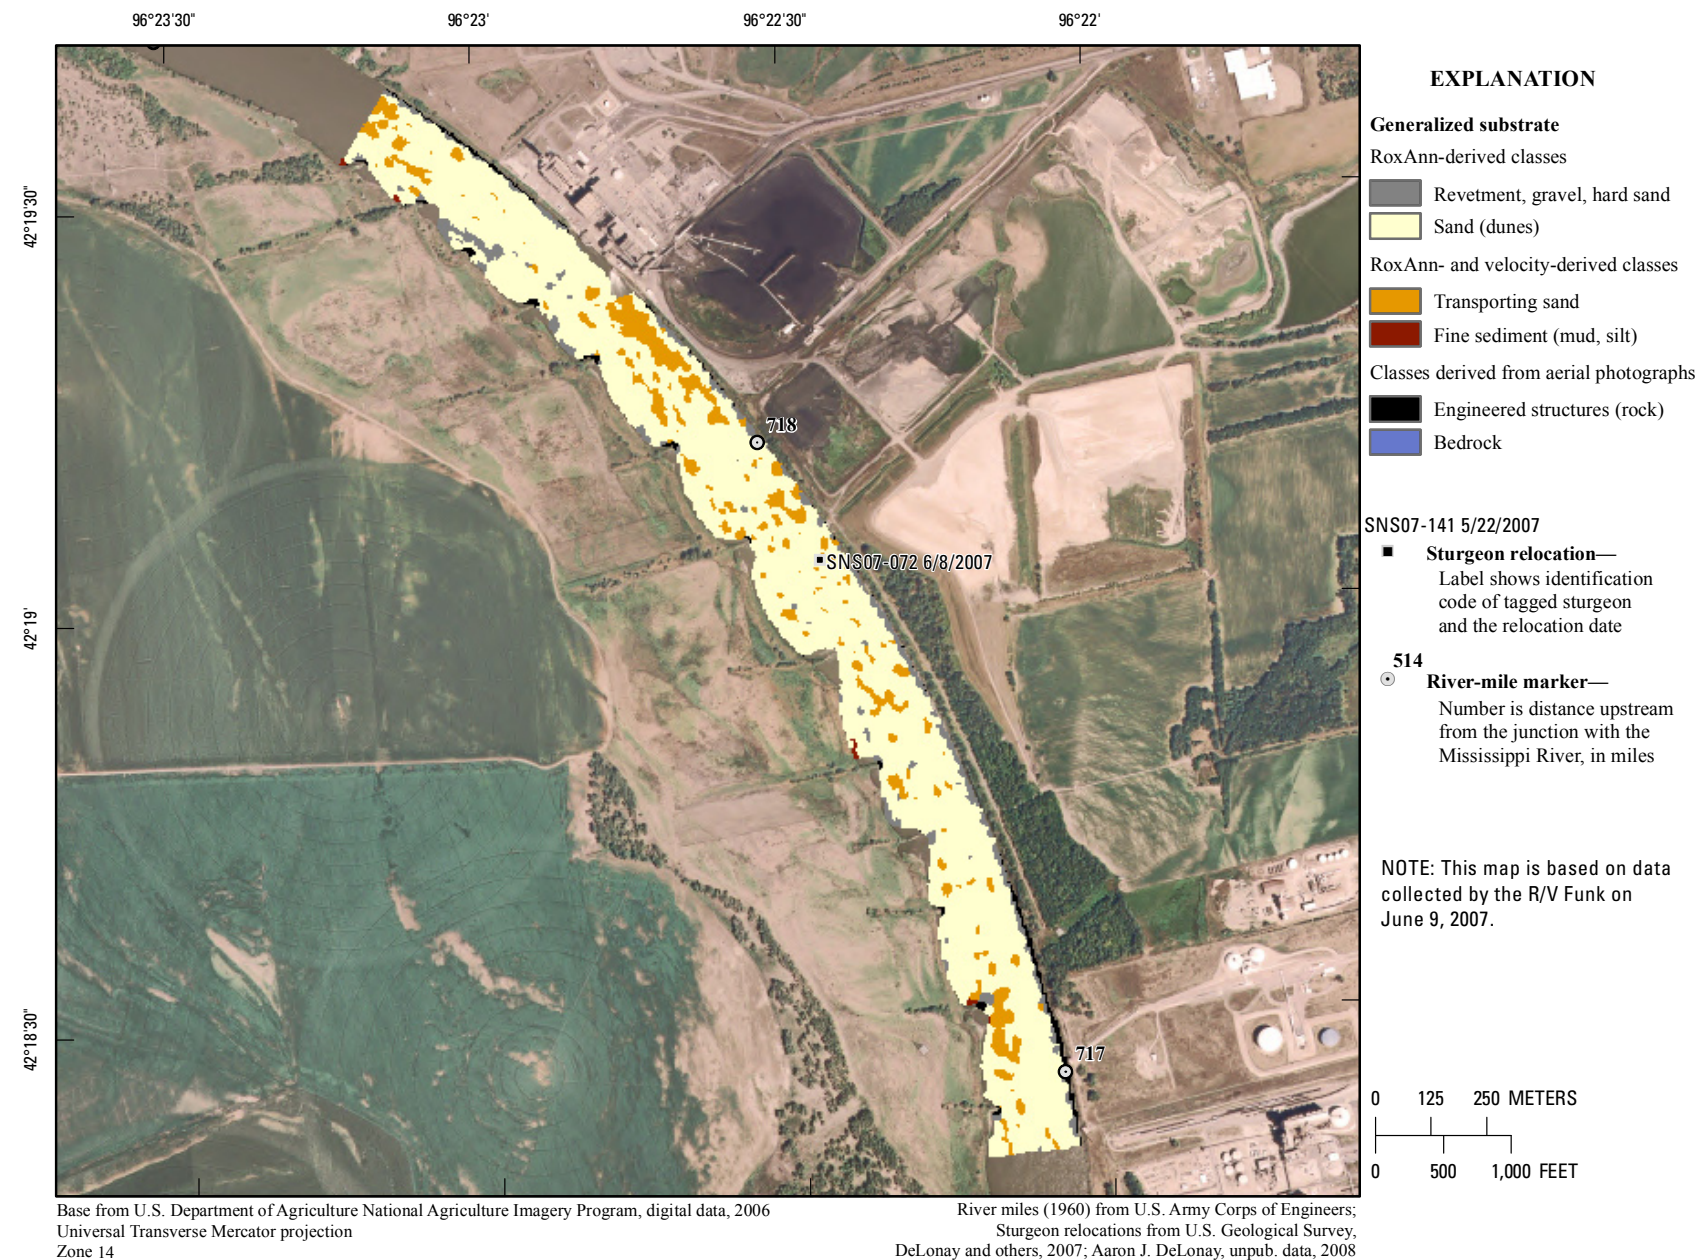 96°23'30"
96°23'
96°22'30"
96°22'
42°19'30"
42°19'
42°18'30"
718
SNS07-072 6/8/2007
717
EXPLANATION
Generalized substrate
RoxAnn-derived classes
Revetment, gravel, hard sand
Sand (dunes)
RoxAnn- and velocity-derived classes
Transporting sand
Fine sediment (mud, silt)
Classes derived from aerial photographs
Engineered structures (rock)
Bedrock
SNS07-141 5/22/2007
Sturgeon relocation—
Label shows identification
code of tagged sturgeon
and the relocation date
514
River-mile marker—
Number is distance upstream
from the junction with the
Mississippi River, in miles
NOTE: This map is based on data
collected by the R/V Funk on
June 9, 2007.
0 125 250 METERS
0 500 1,000 FEET
Base from U.S. Department of Agriculture National Agriculture Imagery Program, digital data, 2006
Universal Transverse Mercator projection
Zone 14
River miles (1960) from U.S. Army Corps of Engineers;
Sturgeon relocations from U.S. Geological Survey,
DeLonay and others, 2007; Aaron J. DeLonay, unpub. data, 2008